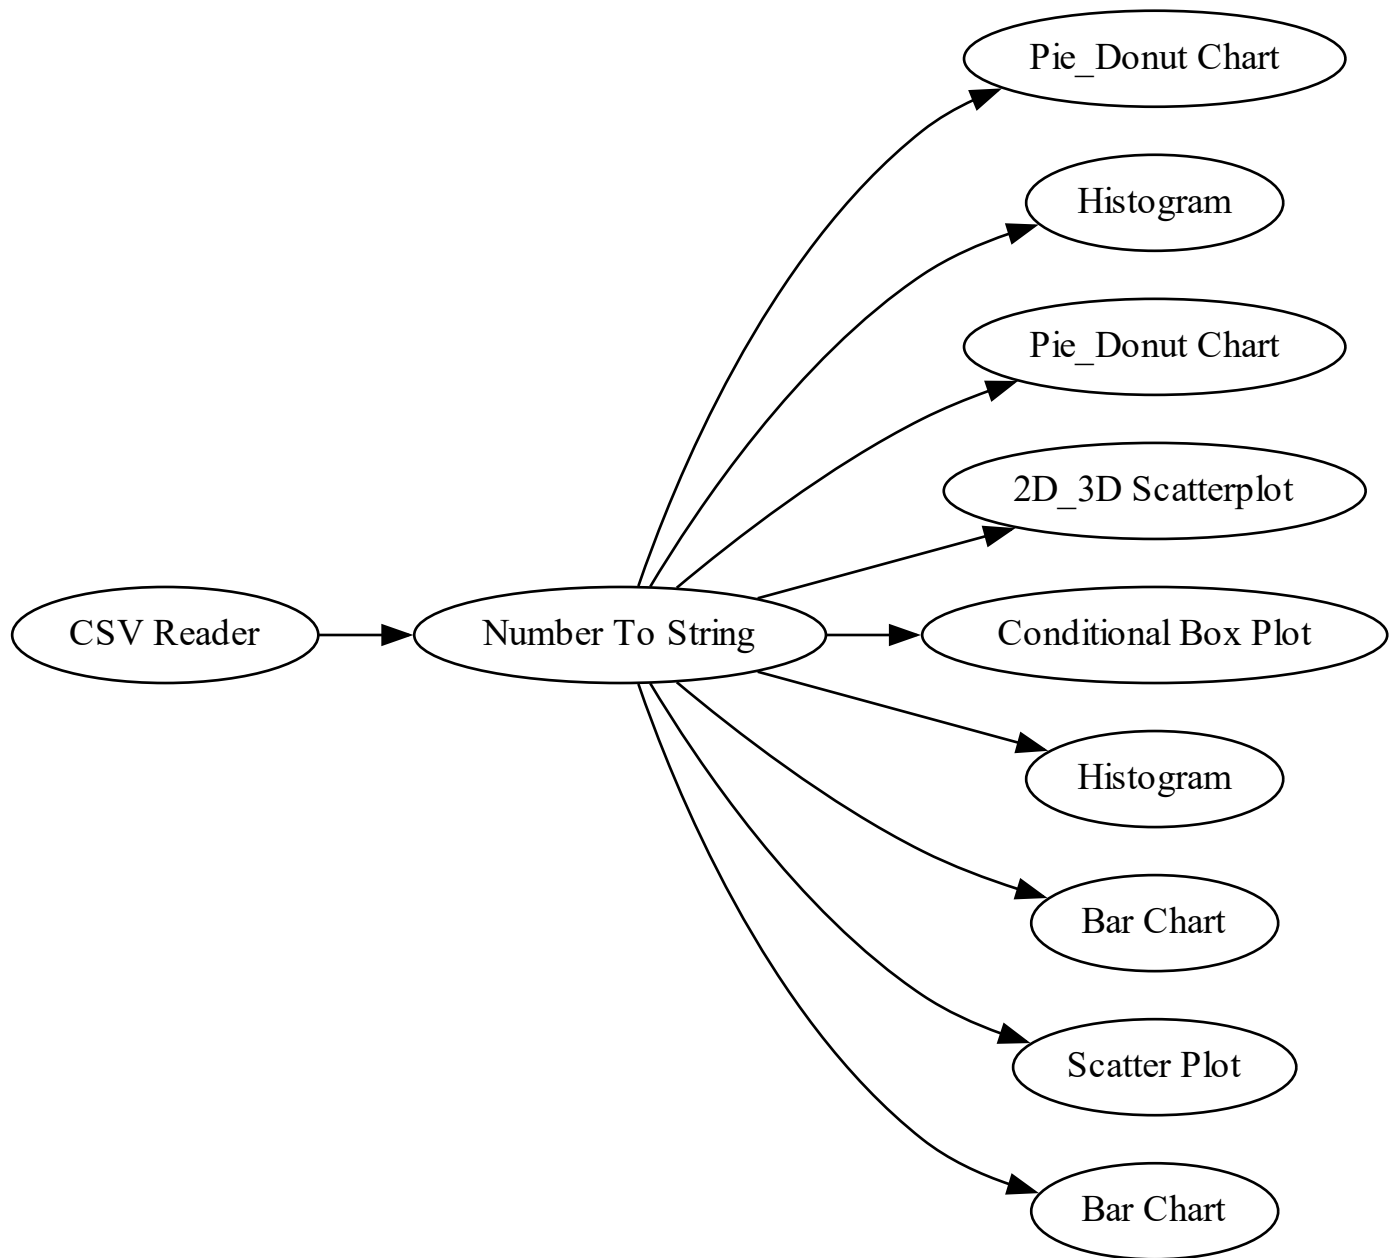 Pie_Donut Chart
Histogram
Pie_Donut Chart
2D_3D Scatterplot
CSV Reader
Number To String
Conditional Box Plot
Histogram
Bar Chart
Scatter Plot
Bar Chart